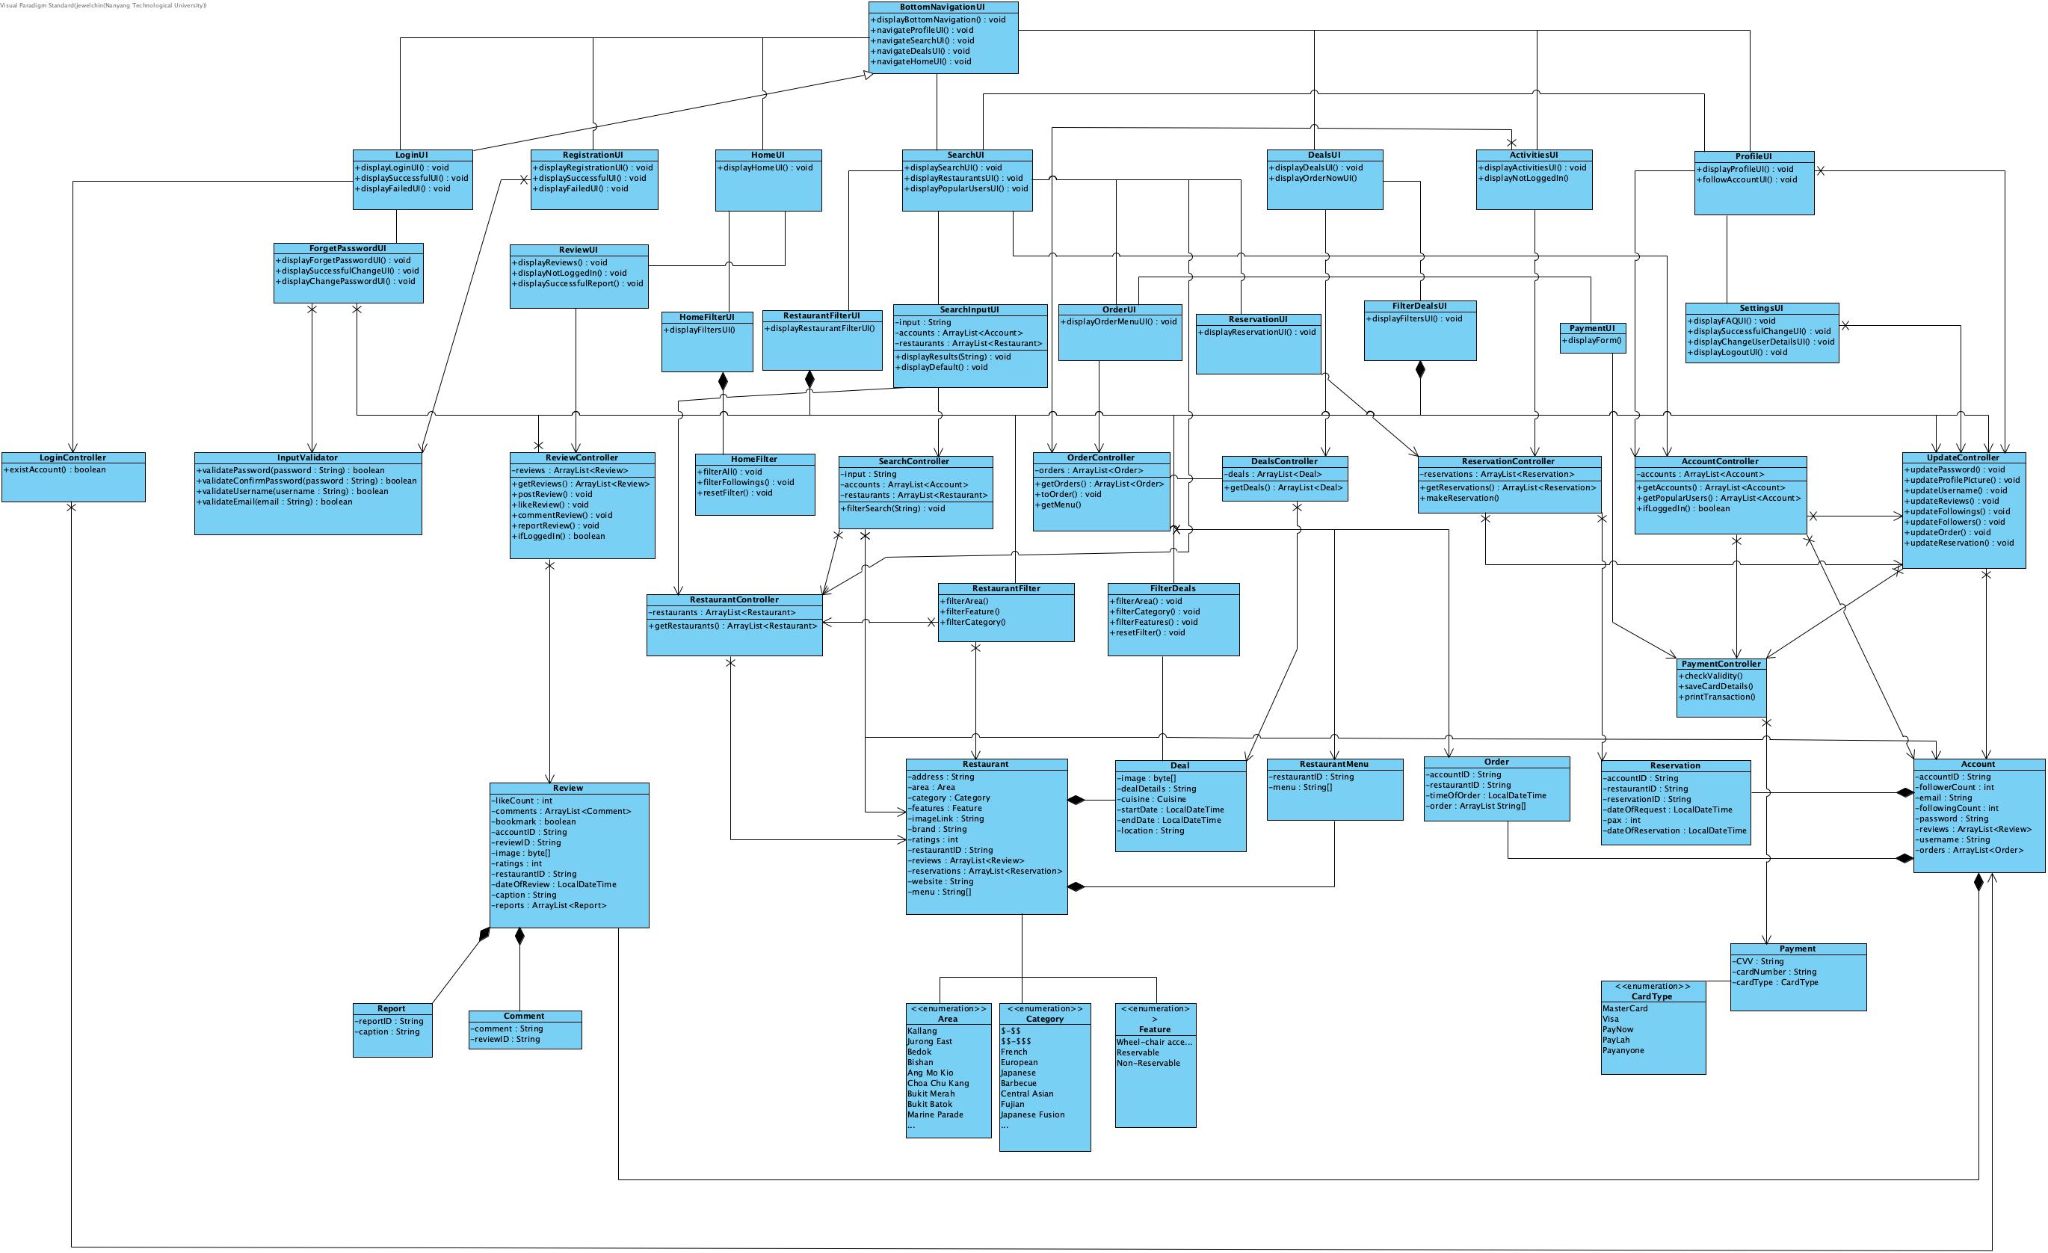 Visual Paradigm Standard(jewelchin(Nanyang Technological University))
BottomNavigationUI
+displayBottomNavigation() : void
+navigateProfileUI() : void
+navigateSearchUI() : void
+navigateDealsUI() : void
+navigateHomeUI() : void
LoginUI
+displayLoginUI() : void
+displaySuccessfulUI() : void
+displayFailedUI() : void
RegistrationUI
+displayRegistrationUI() : void
+displaySuccessfulUI() : void
+displayFailedUI() : void
HomeUI
+displayHomeUI() : void
SearchUI
+displaySearchUI() : void
+displayRestaurantsUI() : void
+displayPopularUsersUI() : void
DealsUI
+displayDealsUI() : void
+displayOrderNowUI()
ActivitiesUI
+displayActivitiesUI() : void
+displayNotLoggedIn()
ProfileUI
+displayProfileUI() : void
+followAccountUI() : void
ForgetPasswordUI
+displayForgetPasswordUI() : void
+displaySuccessfulChangeUI() : void
+displayChangePasswordUI() : void
ReviewUI
+displayReviews() : void
+displayNotLoggedIn() : void
+displaySuccessfulReport() : void
HomeFilterUI
+displayFiltersUI()
RestaurantFilterUI
+displayRestaurantFilterUI()
SearchInputUI
-input : String
-accounts : ArrayList<Account>
-restaurants : ArrayList<Restaurant>
+displayResults(String) : void
+displayDefault() : void
OrderUI
+displayOrderMenuUI() : void
ReservationUI
+displayReservationUI() : void
FilterDealsUI
+displayFiltersUI() : void
PaymentUI
+displayForm()
SettingsUI
+displayFAQUI() : void
+displaySuccessfulChangeUI() : void
+displayChangeUserDetailsUI() : void
+displayLogoutUI() : void
LoginController
+existAccount() : boolean
InputValidator
+validatePassword(password : String) : boolean
+validateConfirmPassword(password : String) : boolean
+validateUsername(username : String) : boolean
+validateEmail(email : String) : boolean
ReviewController
-reviews : ArrayList<Review>
+getReviews() : ArrayList<Review>
+postReview() : void
+likeReview() : void
+commentReview() : void
+reportReview() : void
+ifLoggedIn() : boolean
HomeFilter
+filterAll() : void
+filterFollowings() : void
+resetFilter() : void
SearchController
-input : String
-accounts : ArrayList<Account>
-restaurants : ArrayList<Restaurant>
+filterSearch(String) : void
OrderController
-orders : ArrayList<Order>
+getOrders() : ArrayList<Order>
+toOrder() : void
+getMenu()
DealsController
-deals : ArrayList<Deal>
+getDeals() : ArrayList<Deal>
ReservationController
-reservations : ArrayList<Reservation>
+getReservations() : ArrayList<Reservation>
+makeReservation()
AccountController
-accounts : ArrayList<Account>
+getAccounts() : ArrayList<Account>
+getPopularUsers() : ArrayList<Account>
+ifLoggedIn() : boolean
UpdateController
+updatePassword() : void
+updateProfilePicture() : void
+updateUsername() : void
+updateReviews() : void
+updateFollowings() : void
+updateFollowers() : void
+updateOrder() : void
+updateReservation() : void
RestaurantController
-restaurants : ArrayList<Restaurant>
+getRestaurants() : ArrayList<Restaurant>
RestaurantFilter
+filterArea()
+filterFeature()
+filterCategory()
FilterDeals
+filterArea() : void
+filterCategory() : void
+filterFeatures() : void
+resetFilter() : void
PaymentController
+checkValidity()
+saveCardDetails()
+printTransaction()
Review
-likeCount : int
-comments : ArrayList<Comment>
-bookmark : boolean
-accountID : String
-reviewID : String
-image : byte[]
-ratings : int
-restaurantID : String
-dateOfReview : LocalDateTime
-caption : String
-reports : ArrayList<Report>
Restaurant
-address : String
-area : Area
-category : Category
-features : Feature
-imageLink : String
-brand : String
-ratings : int
-restaurantID : String
-reviews : ArrayList<Review>
-reservations : ArrayList<Reservation>
-website : String
-menu : String[]
Deal
-image : byte[]
-dealDetails : String
-cuisine : Cuisine
-startDate : LocalDateTime
-endDate : LocalDateTime
-location : String
RestaurantMenu
-restaurantID : String
-menu : String[]
Order
-accountID : String
-restaurantID : String
-timeOfOrder : LocalDateTime
-order : ArrayList String[]
Reservation
-accountID : String
-restaurantID : String
-reservationID : String
-dateOfRequest : LocalDateTime
-pax : int
-dateOfReservation : LocalDateTime
Account
-accountID : String
-followerCount : int
-email : String
-followingCount : int
-password : String
-reviews : ArrayList<Review>
-username : String
-orders : ArrayList<Order>
Payment
-CVV : String
-cardNumber : String
-cardType : CardType
<<enumeration>>
CardType
MasterCard
Visa
PayNow
PayLah
Payanyone
Report
-reportID : String
-caption : String
Comment
-comment : String
-reviewID : String
<<enumeration>>
Area
Kallang
Jurong East
Bedok
Bishan
Ang Mo Kio
Choa Chu Kang
Bukit Merah
Bukit Batok
Marine Parade
...
<<enumeration>>
Category
$-$$
$$-$$$
French
European
Japanese
Barbecue
Central Asian
Fujian
Japanese Fusion
...
<<enumeration>
>
Feature
Wheel-chair acce...
Reservable
Non-Reservable